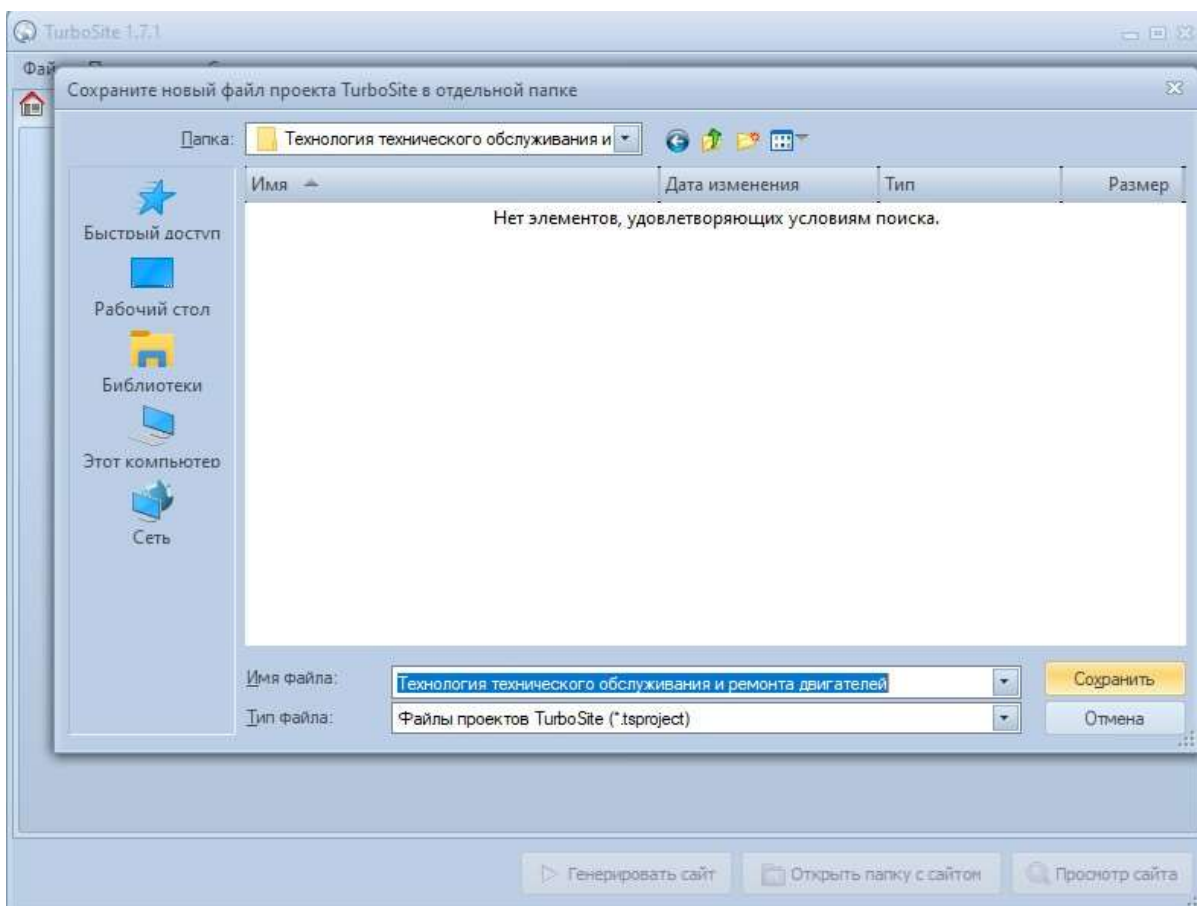 TurboSite 1.7.1
Сохраните новый файл проекта TurboSite в отдельной папке
Папка: Технология технического обслуживания и
Имя Дата изменения Тип Размер
Нет элементов, удовлетворяющих условиям поиска.
Быстрый доступ
Рабочий стол
Библиотеки
Этот компьютер
Сеть
Имя файла: Технология технического обслуживания и ремонта двигателей Сохранить
Тип файла: Файлы проектов TurboSite (*.tsproject) Отмена
Генерировать сайт Открыть папку с сайтом Просмотр сайта